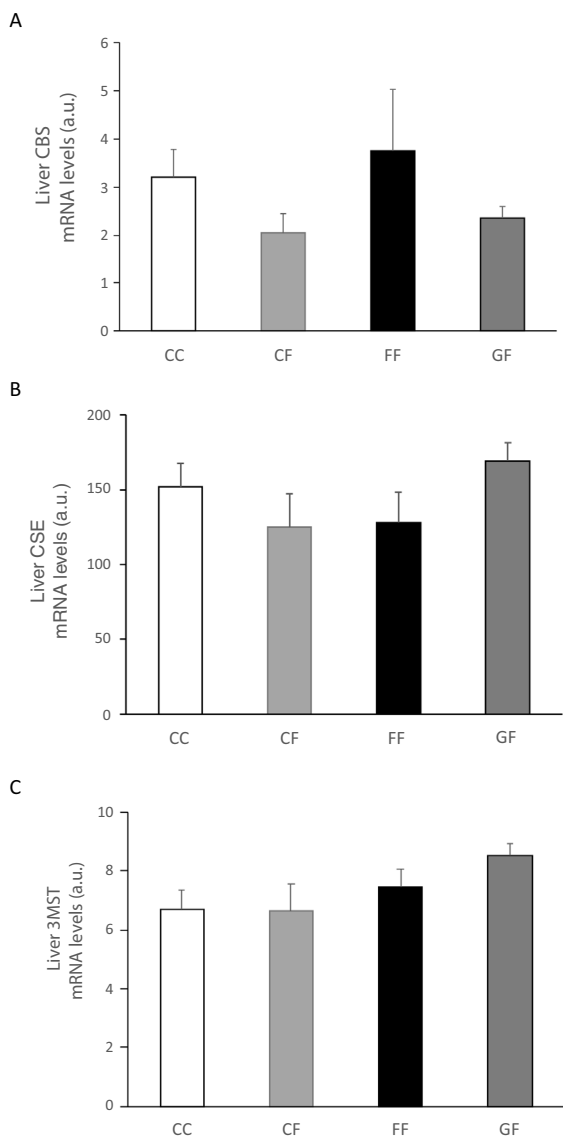 A
Liver CBS
mRNA levels (a.u.)
6
5
4
3
2
1
0
CC CF FF GF
B
Liver CSE
mRNA levels (a.u.)
200
150
100
50
0
CC CF FF GF
C
Liver 3MST
mRNA levels (a.u.)
10
8
6
4
2
0
CC CF FF GF